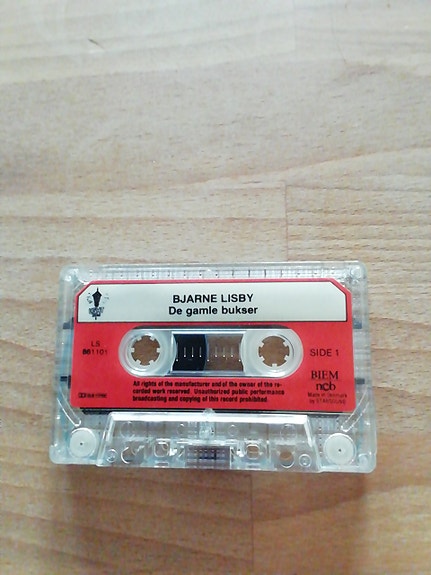 BJARNE LISBY
De gamle bukser
LS
861101
SIDE 1
All rights of the manufacturer and of the owner of the re-
corded work reserved. Unauthorized public performance
broadcasting and copying of this record prohibited.
BIEM
ncb
Made in Denmark
by